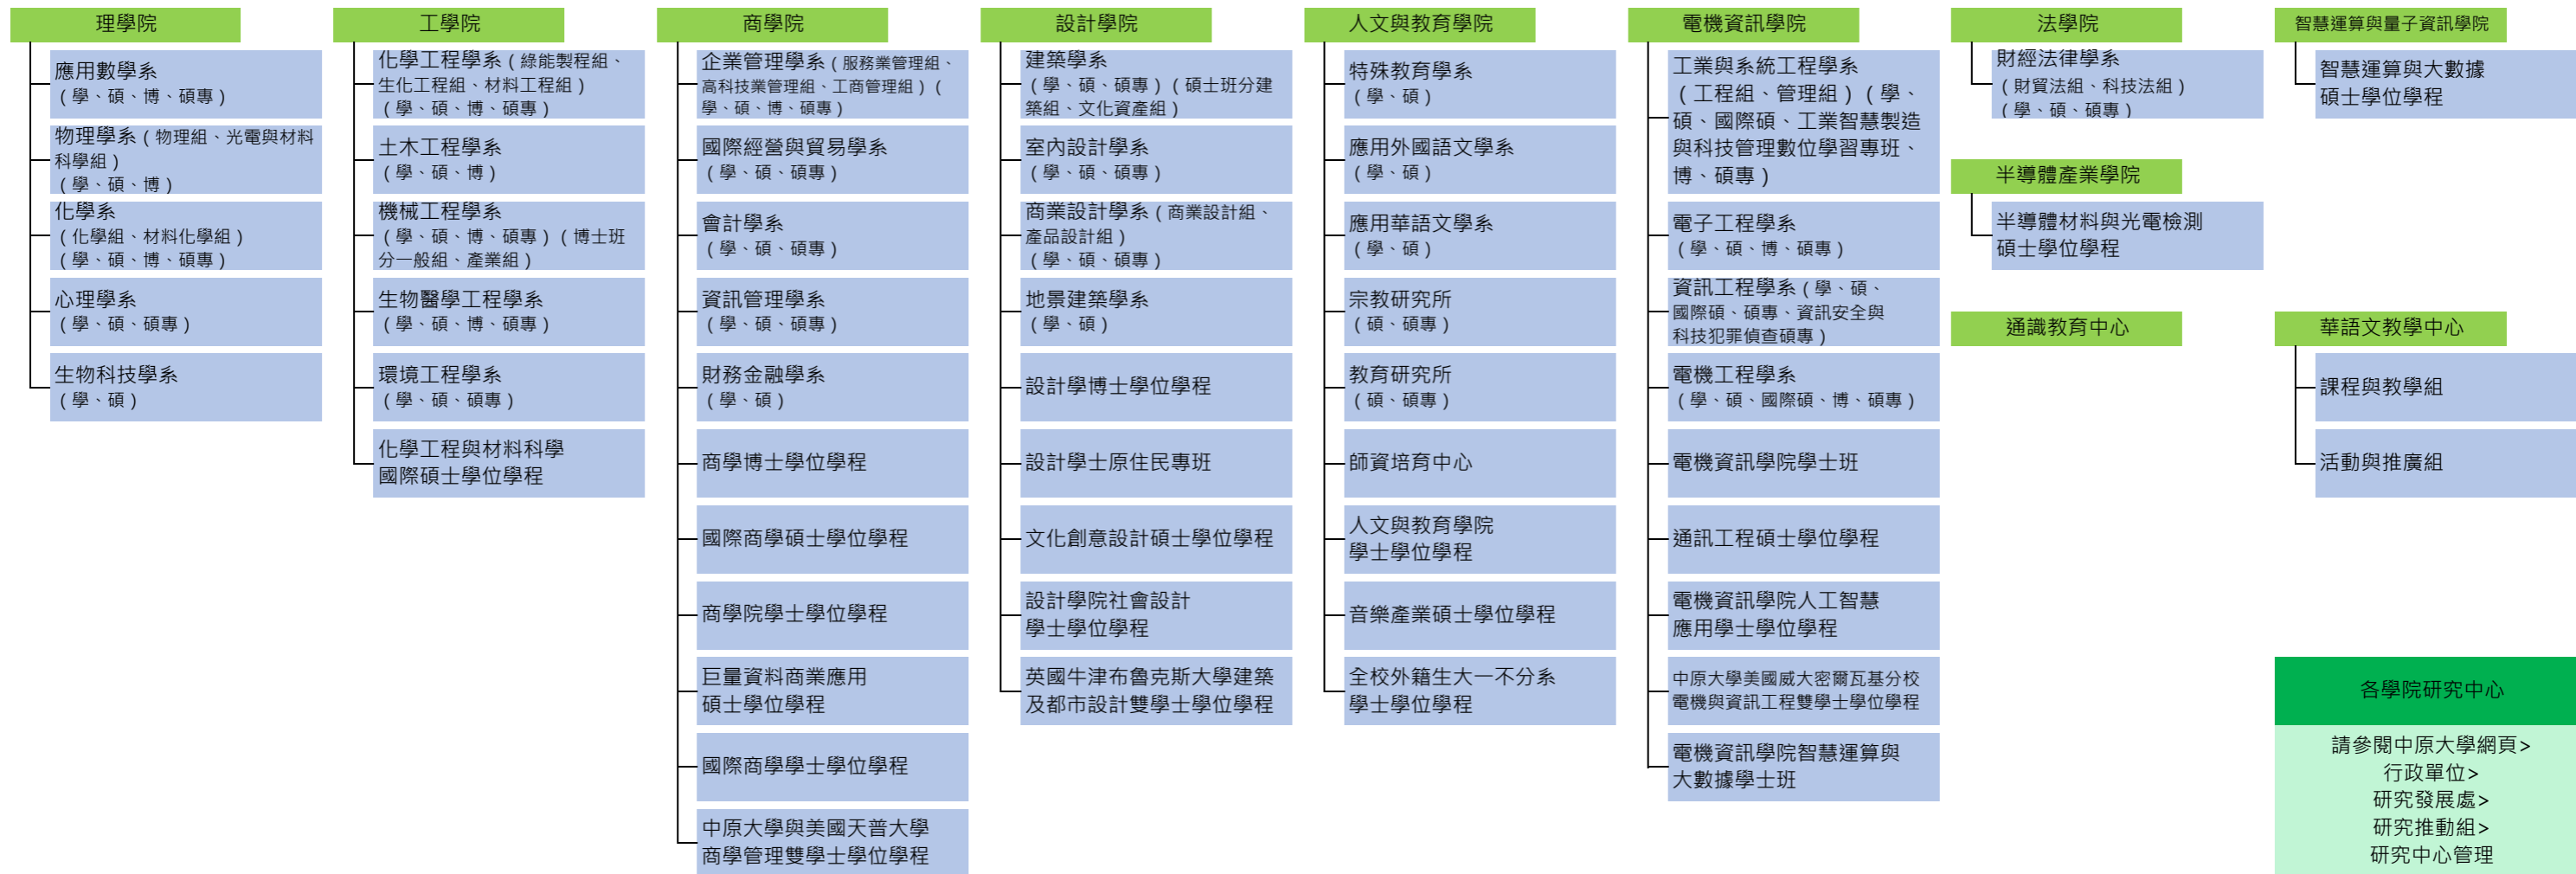 理學院
應用數學系
(學、碩、博、碩專)
物理學系(物理組、光電與材料
科學組)
(學、碩、博)
化學系
(化學組、材料化學組)
(學、碩、博、碩專)
心理學系
(學、碩、碩專)
生物科技學系
(學、碩)
工學院
化學工程學系(綠能製程組、
生化工程組、材料工程組)
(學、碩、博、碩專)
土木工程學系
(學、碩、博)
機械工程學系
(學、碩、博、碩專)(博士班
分一般組、產業組)
生物醫學工程學系
(學、碩、博、碩專)
環境工程學系
(學、碩、碩專)
化學工程與材料科學
國際碩士學位學程
商學院
企業管理學系(服務業管理組、
高科技業管理組、工商管理組)(
學、碩、博、碩專)
國際經營與貿易學系
(學、碩、碩專)
會計學系
(學、碩、碩專)
資訊管理學系
(學、碩、碩專)
財務金融學系
(學、碩)
商學博士學位學程
國際商學碩士學位學程
商學院學士學位學程
巨量資料商業應用
碩士學位學程
國際商學學士學位學程
中原大學與美國天普大學
商學管理雙學士學位學程
設計學院
建築學系
(學、碩、碩專)(碩士班分建
築組、文化資產組)
室內設計學系
(學、碩、碩專)
商業設計學系(商業設計組、
產品設計組)
(學、碩、碩專)
地景建築學系
(學、碩)
設計學博士學位學程
設計學士原住民專班
文化創意設計碩士學位學程
設計學院社會設計
學士學位學程
英國牛津布魯克斯大學建築
及都市設計雙學士學位學程
人文與教育學院
特殊教育學系
(學、碩)
應用外國語文學系
(學、碩)
應用華語文學系
(學、碩)
宗教研究所
(碩、碩專)
教育研究所
(碩、碩專)
師資培育中心
人文與教育學院
學士學位學程
音樂產業碩士學位學程
全校外籍生大一不分系
學士學位學程
電機資訊學院
工業與系統工程學系
(工程組、管理組)(學、
碩、國際碩、工業智慧製造
與科技管理數位學習專班、
博、碩專)
電子工程學系
(學、碩、博、碩專)
資訊工程學系(學、碩、
國際碩、碩專、資訊安全與
科技犯罪偵查碩專)
電機工程學系
(學、碩、國際碩、博、碩專)
電機資訊學院學士班
通訊工程碩士學位學程
電機資訊學院人工智慧
應用學士學位學程
中原大學美國威大密爾瓦基分校
電機與資訊工程雙學士學位學程
電機資訊學院智慧運算與
大數據學士班
法學院
財經法律學系
(財貿法組、科技法組)
(學、碩、碩專)
半導體產業學院
半導體材料與光電檢測
碩士學位學程
通識教育中心
智慧運算與量子資訊學院
智慧運算與大數據
碩士學位學程
華語文教學中心
課程與教學組
活動與推廣組
各學院研究中心
請參閱中原大學網頁>
行政單位>
研究發展處>
研究推動組>
研究中心管理